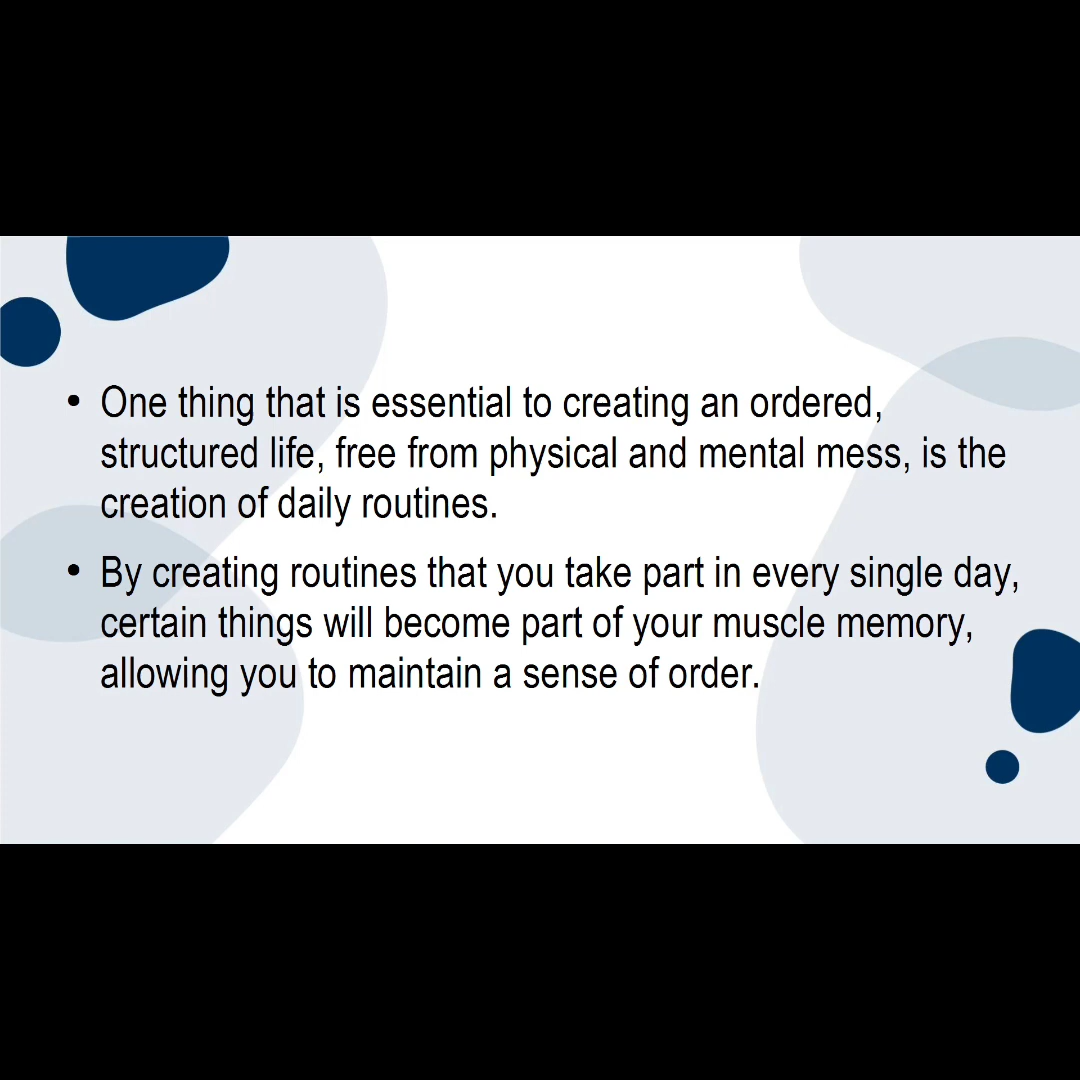 • One thing that is essential to creating an ordered,
structured life, free from physical and mental mess, is the
creation of daily routines.
• By creating routines that you take part in every single day,
certain things will become part of your muscle memory,
allowing you to maintain a sense of order.